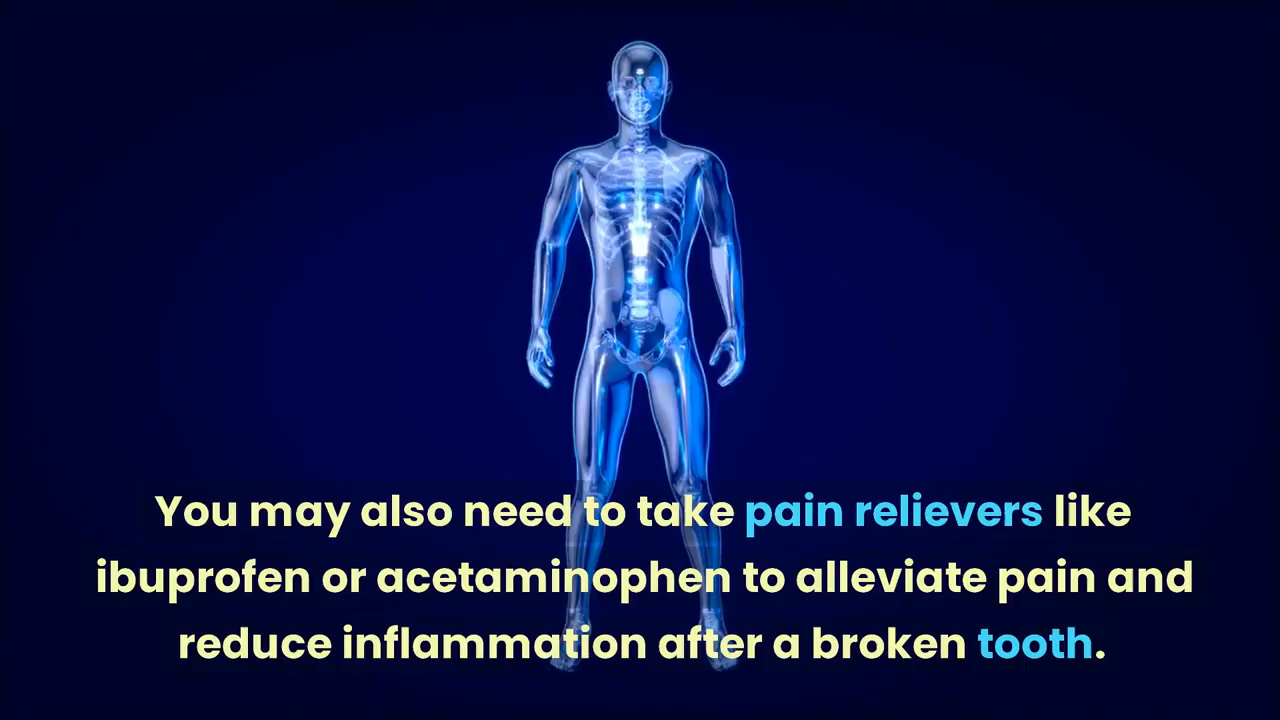 You may also need to take pain relievers like
ibuprofen or acetaminophen to alleviate pain and
reduce inflammation after a broken tooth.